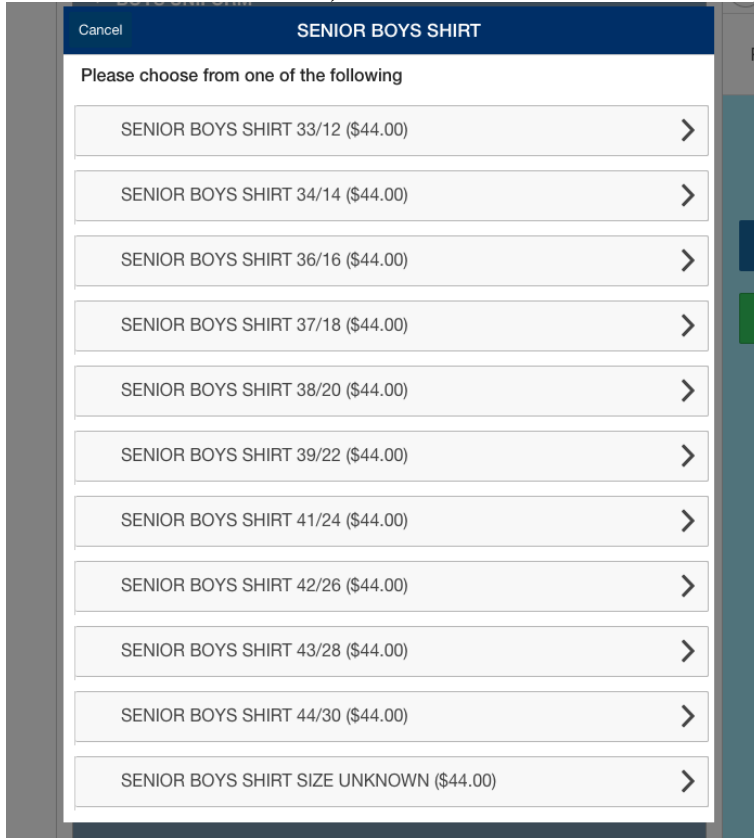 BOYS UNIFORM
Cancel
SENIOR BOYS SHIRT
Please choose from one of the following
SENIOR BOYS SHIRT 33/12 ($44.00)
SENIOR BOYS SHIRT 34/14 ($44.00)
SENIOR BOYS SHIRT 36/16 ($44.00)
SENIOR BOYS SHIRT 37/18 ($44.00)
SENIOR BOYS SHIRT 38/20 ($44.00)
SENIOR BOYS SHIRT 39/22 ($44.00)
SENIOR BOYS SHIRT 41/24 ($44.00)
SENIOR BOYS SHIRT 42/26 ($44.00)
SENIOR BOYS SHIRT 43/28 ($44.00)
SENIOR BOYS SHIRT 44/30 ($44.00)
SENIOR BOYS SHIRT SIZE UNKNOWN ($44.00)